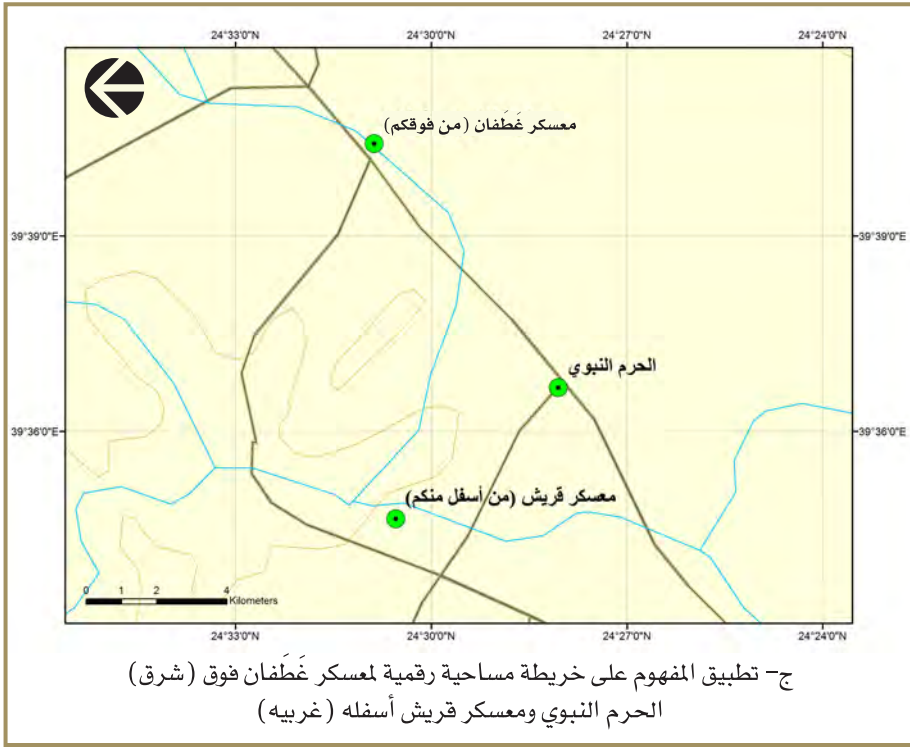 24°33'0"N 24°30'0"N 24°27'0"N 24°24'0"N
معسكر غَطَفان (من فوقكم)
39°39'0"E 39°39'0"E
الحرم النبوي
39°36'0"E 39°36'0"E
معسكر قريش (من أسفل منكم)
0 1 2 4
Kilometers
24°33'0"N 24°30'0"N 24°27'0"N 24°24'0"N
ج- تطبيق المفهوم على خريطة مساحية رقمية لمعسكر غَطَفان فوق (شرق)
الحرم النبوي ومعسكر قريش أسفله (غربيه)